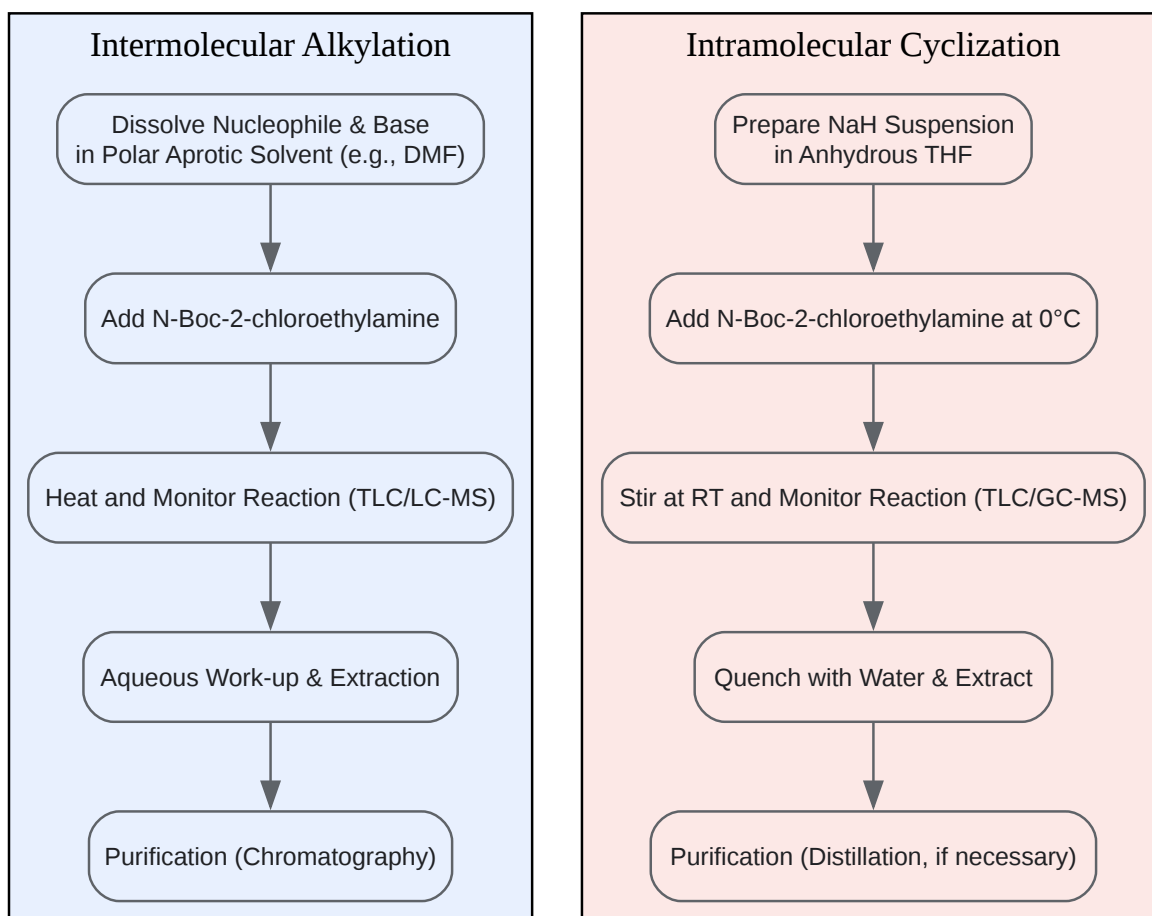 Intermolecular Alkylation
Dissolve Nucleophile & Base
in Polar Aprotic Solvent (e.g., DMF)
Add N-Boc-2-chloroethylamine
Heat and Monitor Reaction (TLC/LC-MS)
Aqueous Work-up & Extraction
Purification (Chromatography)
Intramolecular Cyclization
Prepare NaH Suspension
in Anhydrous THF
Add N-Boc-2-chloroethylamine at 0°C
Stir at RT and Monitor Reaction (TLC/GC-MS)
Quench with Water & Extract
Purification (Distillation, if necessary)